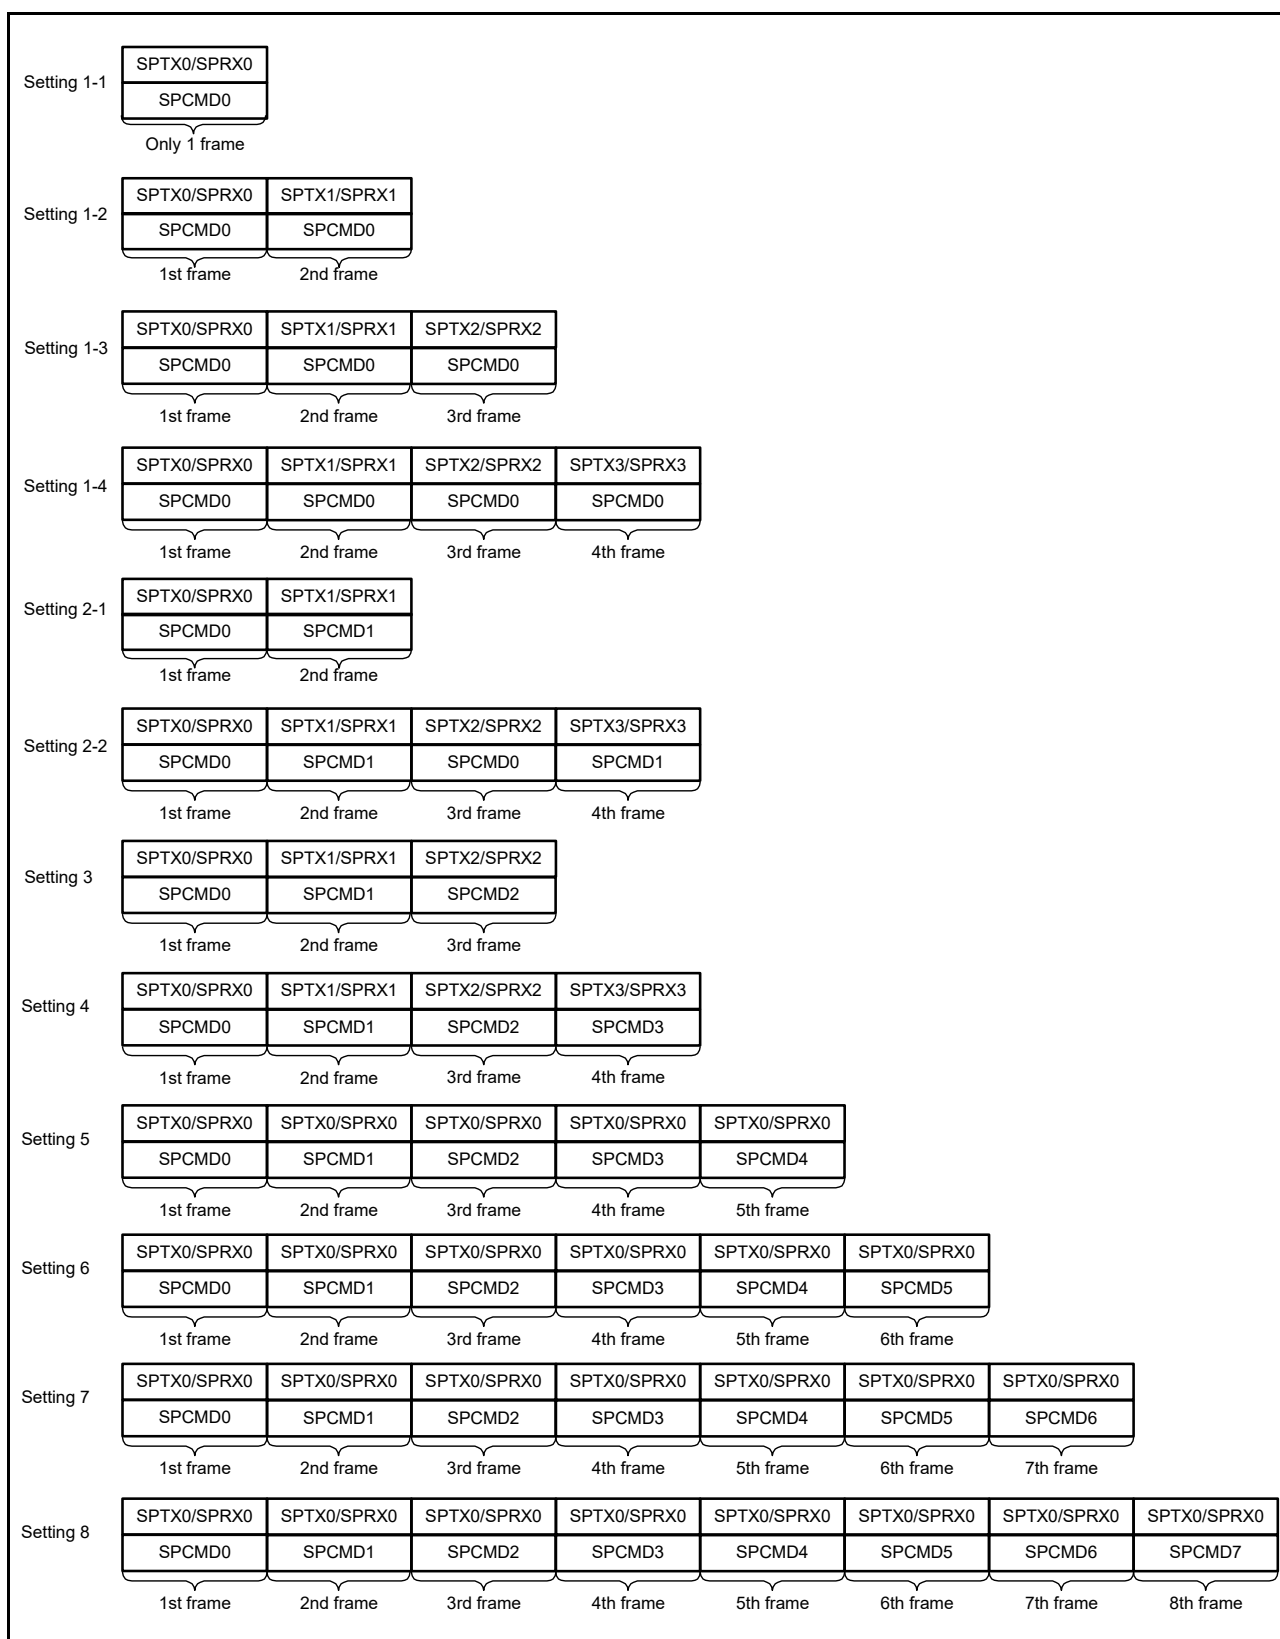 SPTX0/SPRX0
Setting 1-1
SPCMD0
Only 1 frame
SPTX0/SPRX0 SPTX1/SPRX1
Setting 1-2
SPCMD0 SPCMD0
1st frame 2nd frame
SPTX0/SPRX0 SPTX1/SPRX1 SPTX2/SPRX2
Setting 1-3
SPCMD0 SPCMD0 SPCMD0
1st frame 2nd frame 3rd frame
SPTX0/SPRX0 SPTX1/SPRX1 SPTX2/SPRX2 SPTX3/SPRX3
Setting 1-4
SPCMD0 SPCMD0 SPCMD0 SPCMD0
1st frame 2nd frame 3rd frame 4th frame
SPTX0/SPRX0 SPTX1/SPRX1
Setting 2-1
SPCMD0 SPCMD1
1st frame 2nd frame
SPTX0/SPRX0 SPTX1/SPRX1 SPTX2/SPRX2 SPTX3/SPRX3
Setting 2-2
SPCMD0 SPCMD1 SPCMD0 SPCMD1
1st frame 2nd frame 3rd frame 4th frame
SPTX0/SPRX0 SPTX1/SPRX1 SPTX2/SPRX2
Setting 3
SPCMD0 SPCMD1 SPCMD2
1st frame 2nd frame 3rd frame
SPTX0/SPRX0 SPTX1/SPRX1 SPTX2/SPRX2 SPTX3/SPRX3
Setting 4
SPCMD0 SPCMD1 SPCMD2 SPCMD3
1st frame 2nd frame 3rd frame 4th frame
SPTX0/SPRX0 SPTX0/SPRX0 SPTX0/SPRX0 SPTX0/SPRX0 SPTX0/SPRX0
Setting 5
SPCMD0 SPCMD1 SPCMD2 SPCMD3 SPCMD4
1st frame 2nd frame 3rd frame 4th frame 5th frame
SPTX0/SPRX0 SPTX0/SPRX0 SPTX0/SPRX0 SPTX0/SPRX0 SPTX0/SPRX0 SPTX0/SPRX0
Setting 6
SPCMD0 SPCMD1 SPCMD2 SPCMD3 SPCMD4 SPCMD5
1st frame 2nd frame 3rd frame 4th frame 5th frame 6th frame
SPTX0/SPRX0 SPTX0/SPRX0 SPTX0/SPRX0 SPTX0/SPRX0 SPTX0/SPRX0 SPTX0/SPRX0 SPTX0/SPRX0
Setting 7
SPCMD0 SPCMD1 SPCMD2 SPCMD3 SPCMD4 SPCMD5 SPCMD6
1st frame 2nd frame 3rd frame 4th frame 5th frame 6th frame 7th frame
SPTX0/SPRX0 SPTX0/SPRX0 SPTX0/SPRX0 SPTX0/SPRX0 SPTX0/SPRX0 SPTX0/SPRX0 SPTX0/SPRX0 SPTX0/SPRX0
Setting 8
SPCMD0 SPCMD1 SPCMD2 SPCMD3 SPCMD4 SPCMD5 SPCMD6 SPCMD7
1st frame 2nd frame 3rd frame 4th frame 5th frame 6th frame 7th frame 8th frame